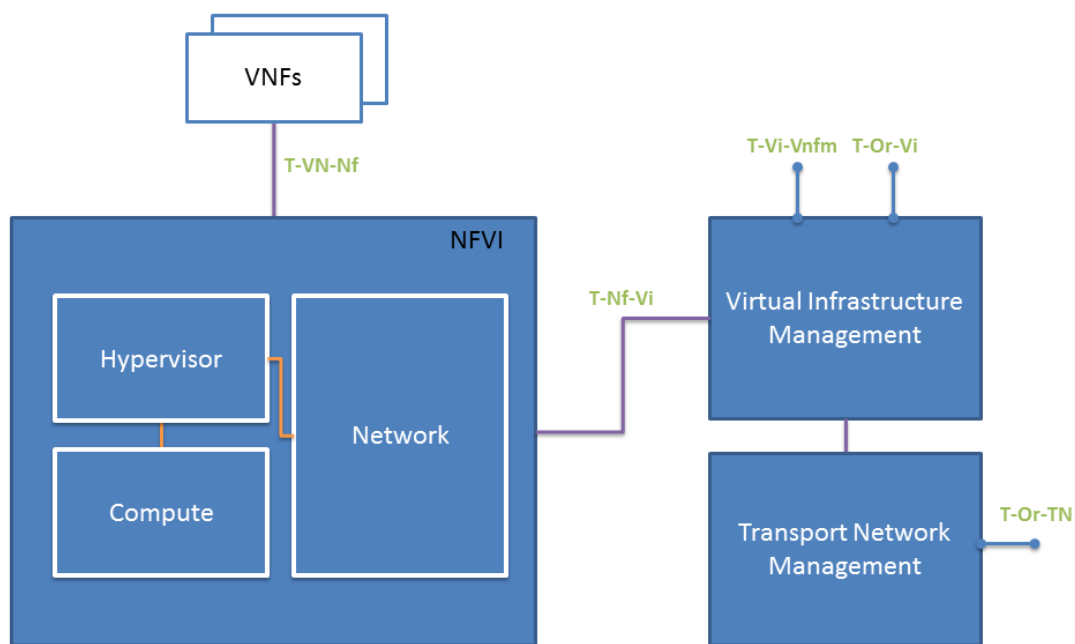 VNFs
T-VN-Nf
T-Vi-Vnfm
T-Or-Vi
NFVI
T-Nf-Vi
Hypervisor
Network
Compute
Virtual Infrastructure
Management
Transport Network
Management
T-Or-TN